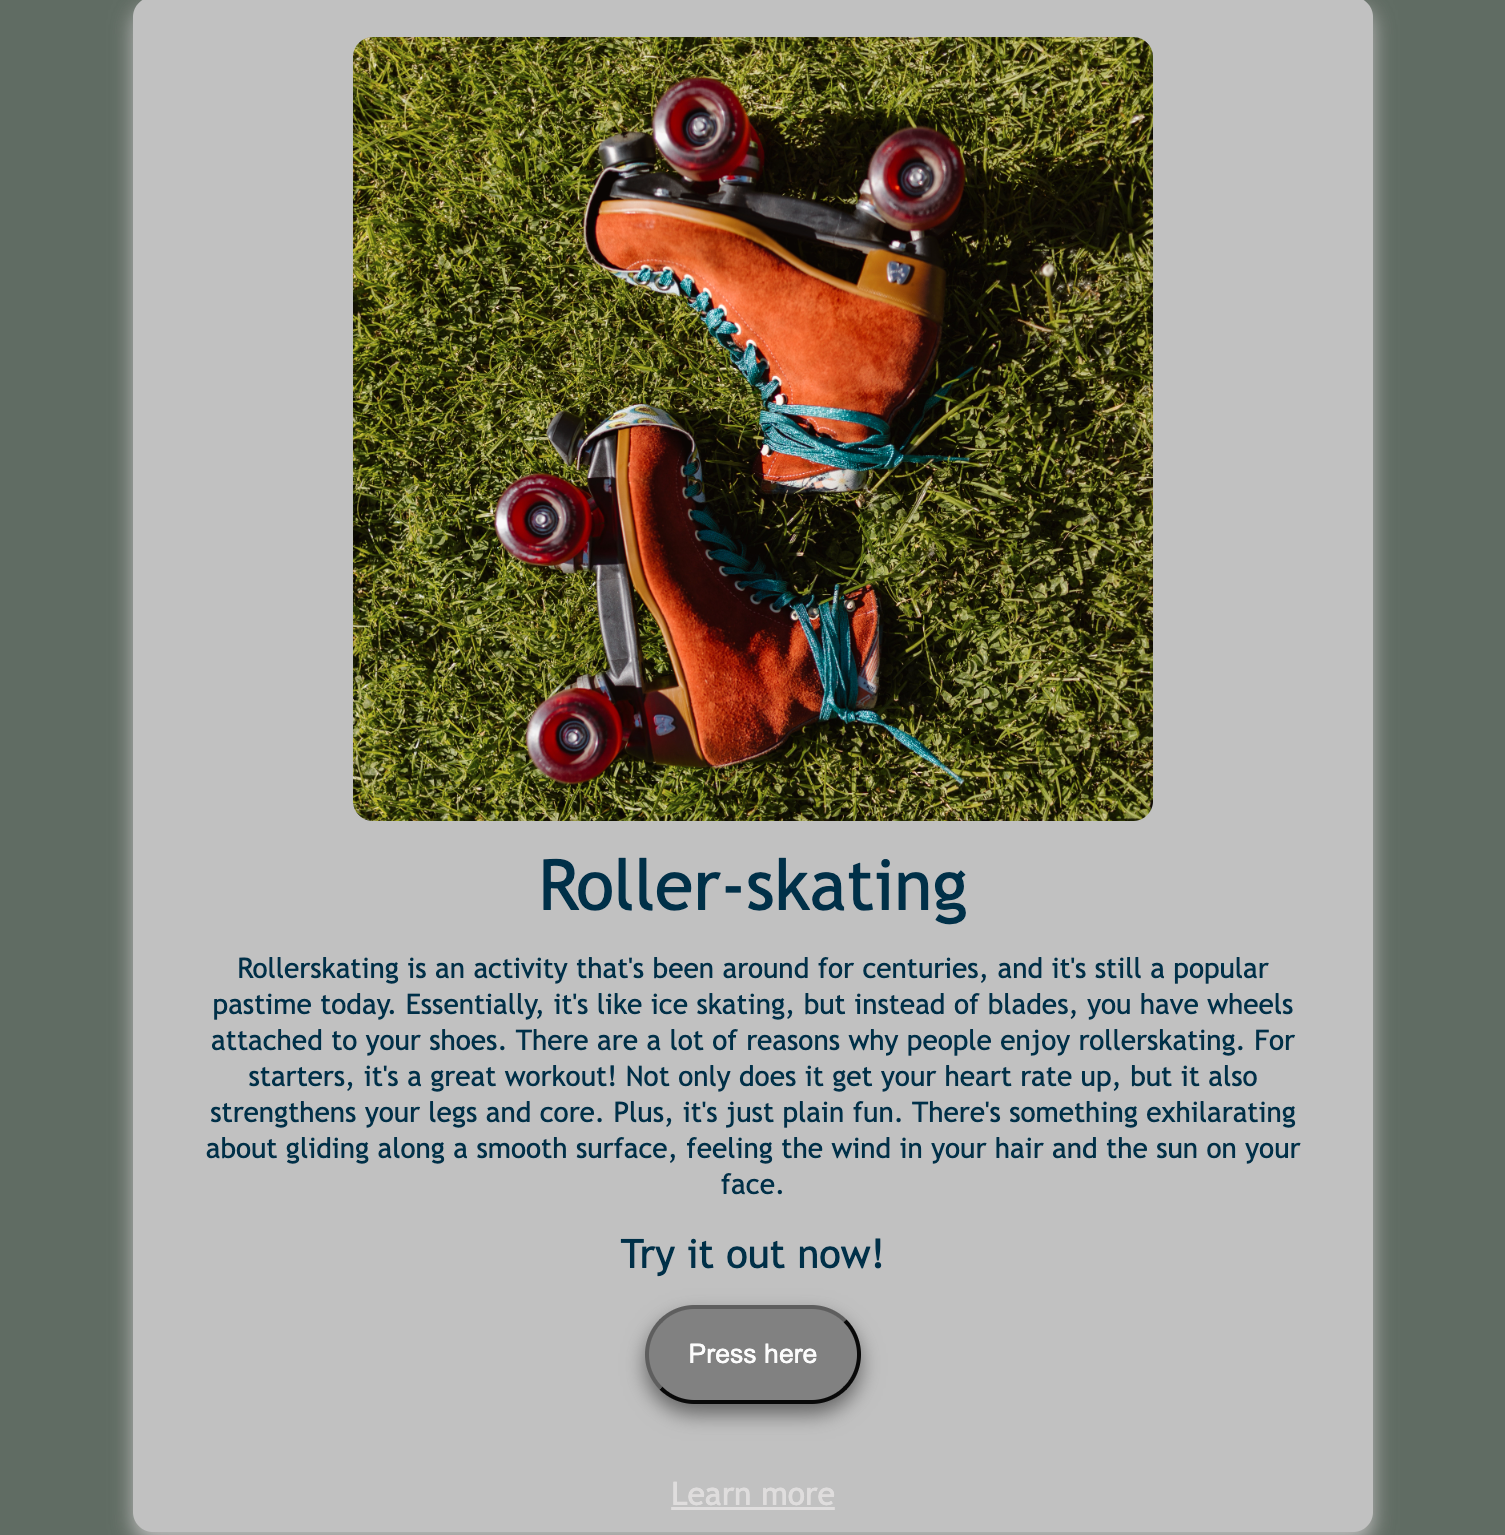 Roller-skating
Rollerskating is an activity that's been around for centuries, and it's still a popular
pastime today. Essentially, it's like ice skating, but instead of blades, you have wheels
attached to your shoes. There are a lot of reasons why people enjoy rollerskating. For
starters, it's a great workout! Not only does it get your heart rate up, but it also
strengthens your legs and core. Plus, it's just plain fun. There's something exhilarating
about gliding along a smooth surface, feeling the wind in your hair and the sun on your
face.
Try it out now!
Press here
Learn more